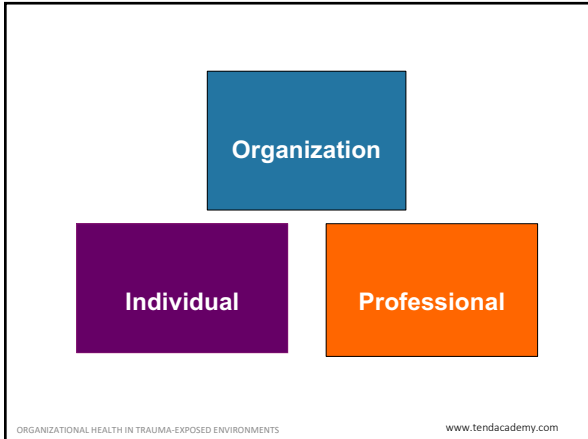 Organization
Individual
Professional
ORGANIZATIONAL HEALTH IN TRAUMA-EXPOSED ENVIRONMENTS
www.tendacademy.com